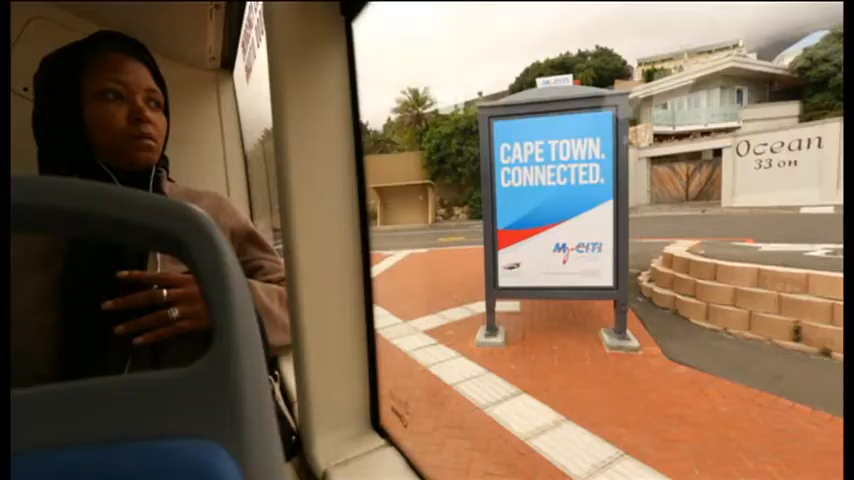 CAPE TOWN.
CONNECTED.
MyCiTi
Ocean
33 on